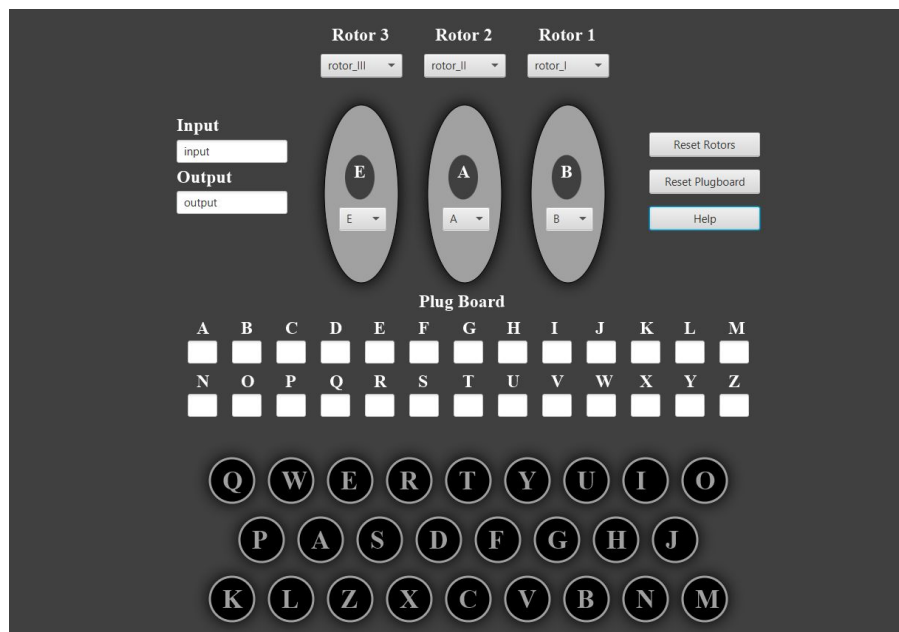 Rotor 3 Rotor 2 Rotor 1
rotor_III rotor_II rotor_I
Input
input
Output
output
E A B
E A B
Reset Rotors
Reset Plugboard
Help
Plug Board
A B C D E F G H I J K L M
N O P Q R S T U V W X Y Z
Q W E R T Y U I O
P A S D F G H J
K L Z X C V B N M